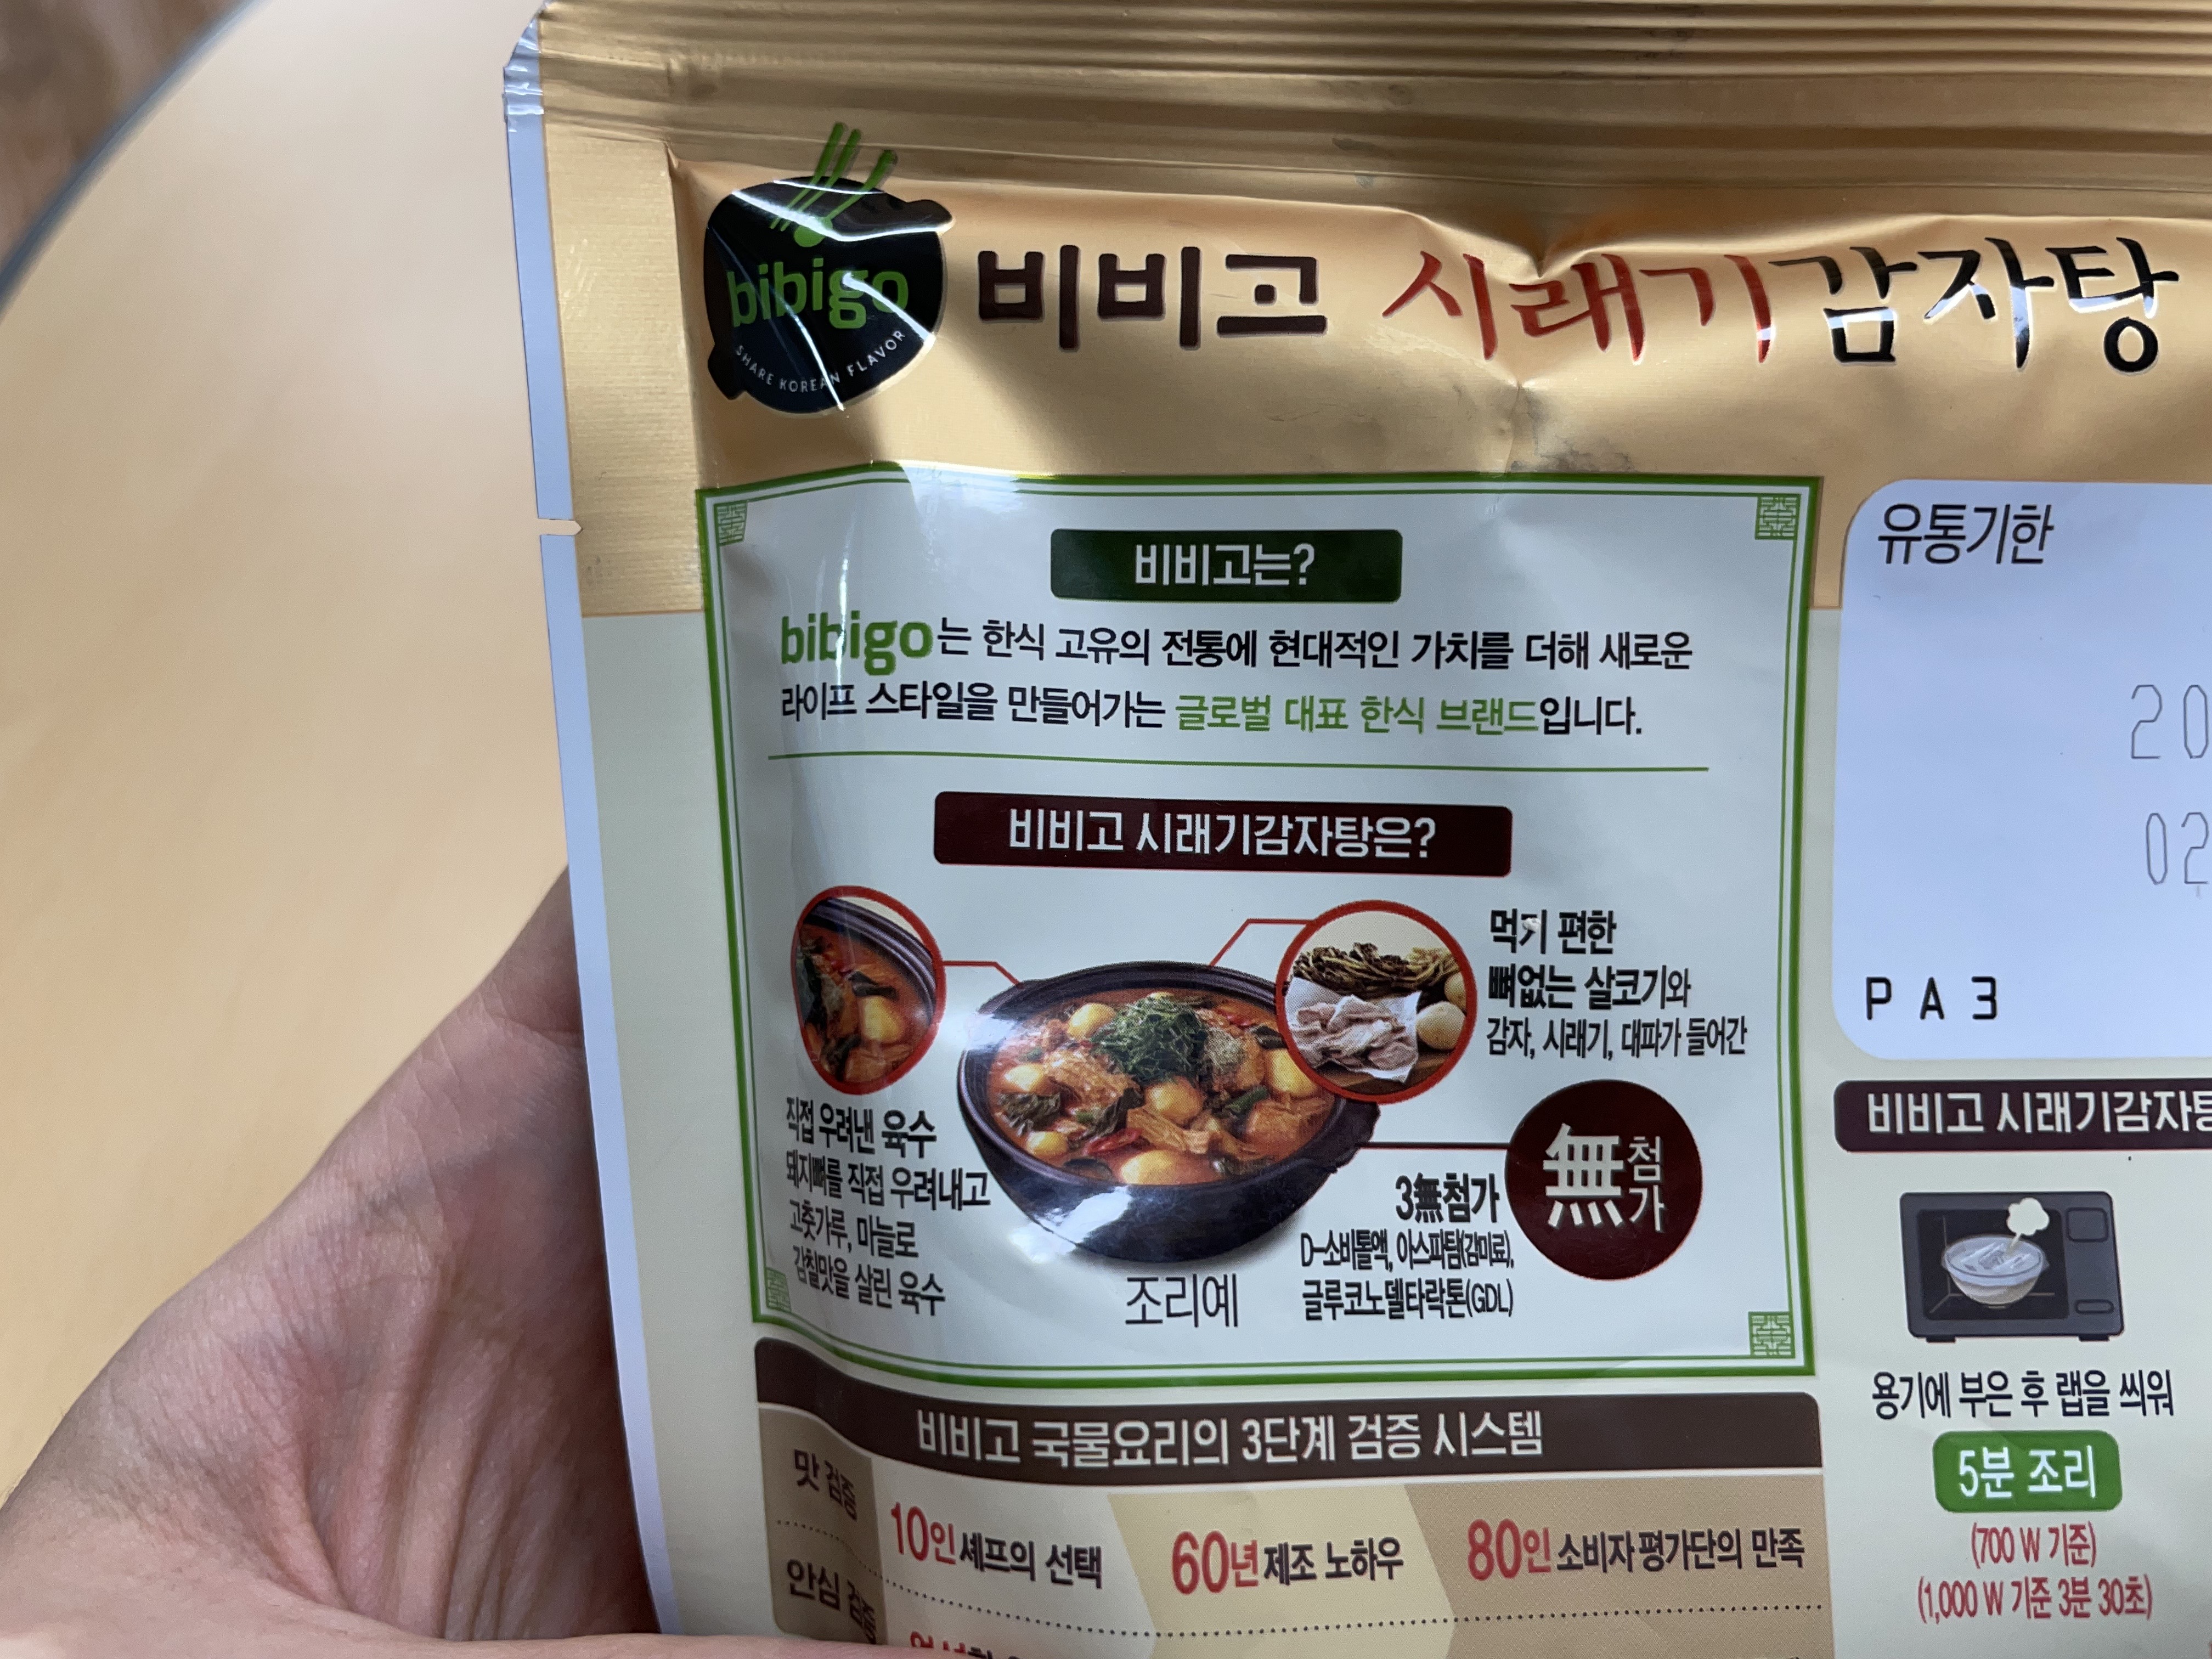 bibigo
SHARE KOREAN FLAVOR
비비고 시래기감자탕
비비고는?
bibigo는 한식 고유의 전통에 현대적인 가치를 더해 새로운
라이프 스타일을 만들어가는 글로벌 대표 한식 브랜드입니다.
비비고 시래기감자탕은?
먹기 편한
뼈없는 살코기와
감자, 시래기, 대파가 들어간
직접 우려낸 육수
돼지뼈를 직접 우려내고
고춧가루, 마늘로
감칠맛을 살린 육수
조리예
無첨가
3無첨가
D-소비톨액, 아스파탐(감미료),
글루코노델타락톤(GDL)
비비고 국물요리의 3단계 검증 시스템
맛 검증
10인 셰프의 선택
60년 제조 노하우
80인 소비자 평가단의 만족
안심 검증
유통기한
20
02
PA3
비비고 시래기감자탕
용기에 부은 후 랩을 씌워
5분 조리
(700 W 기준)
(1,000 W 기준 3분 30초)